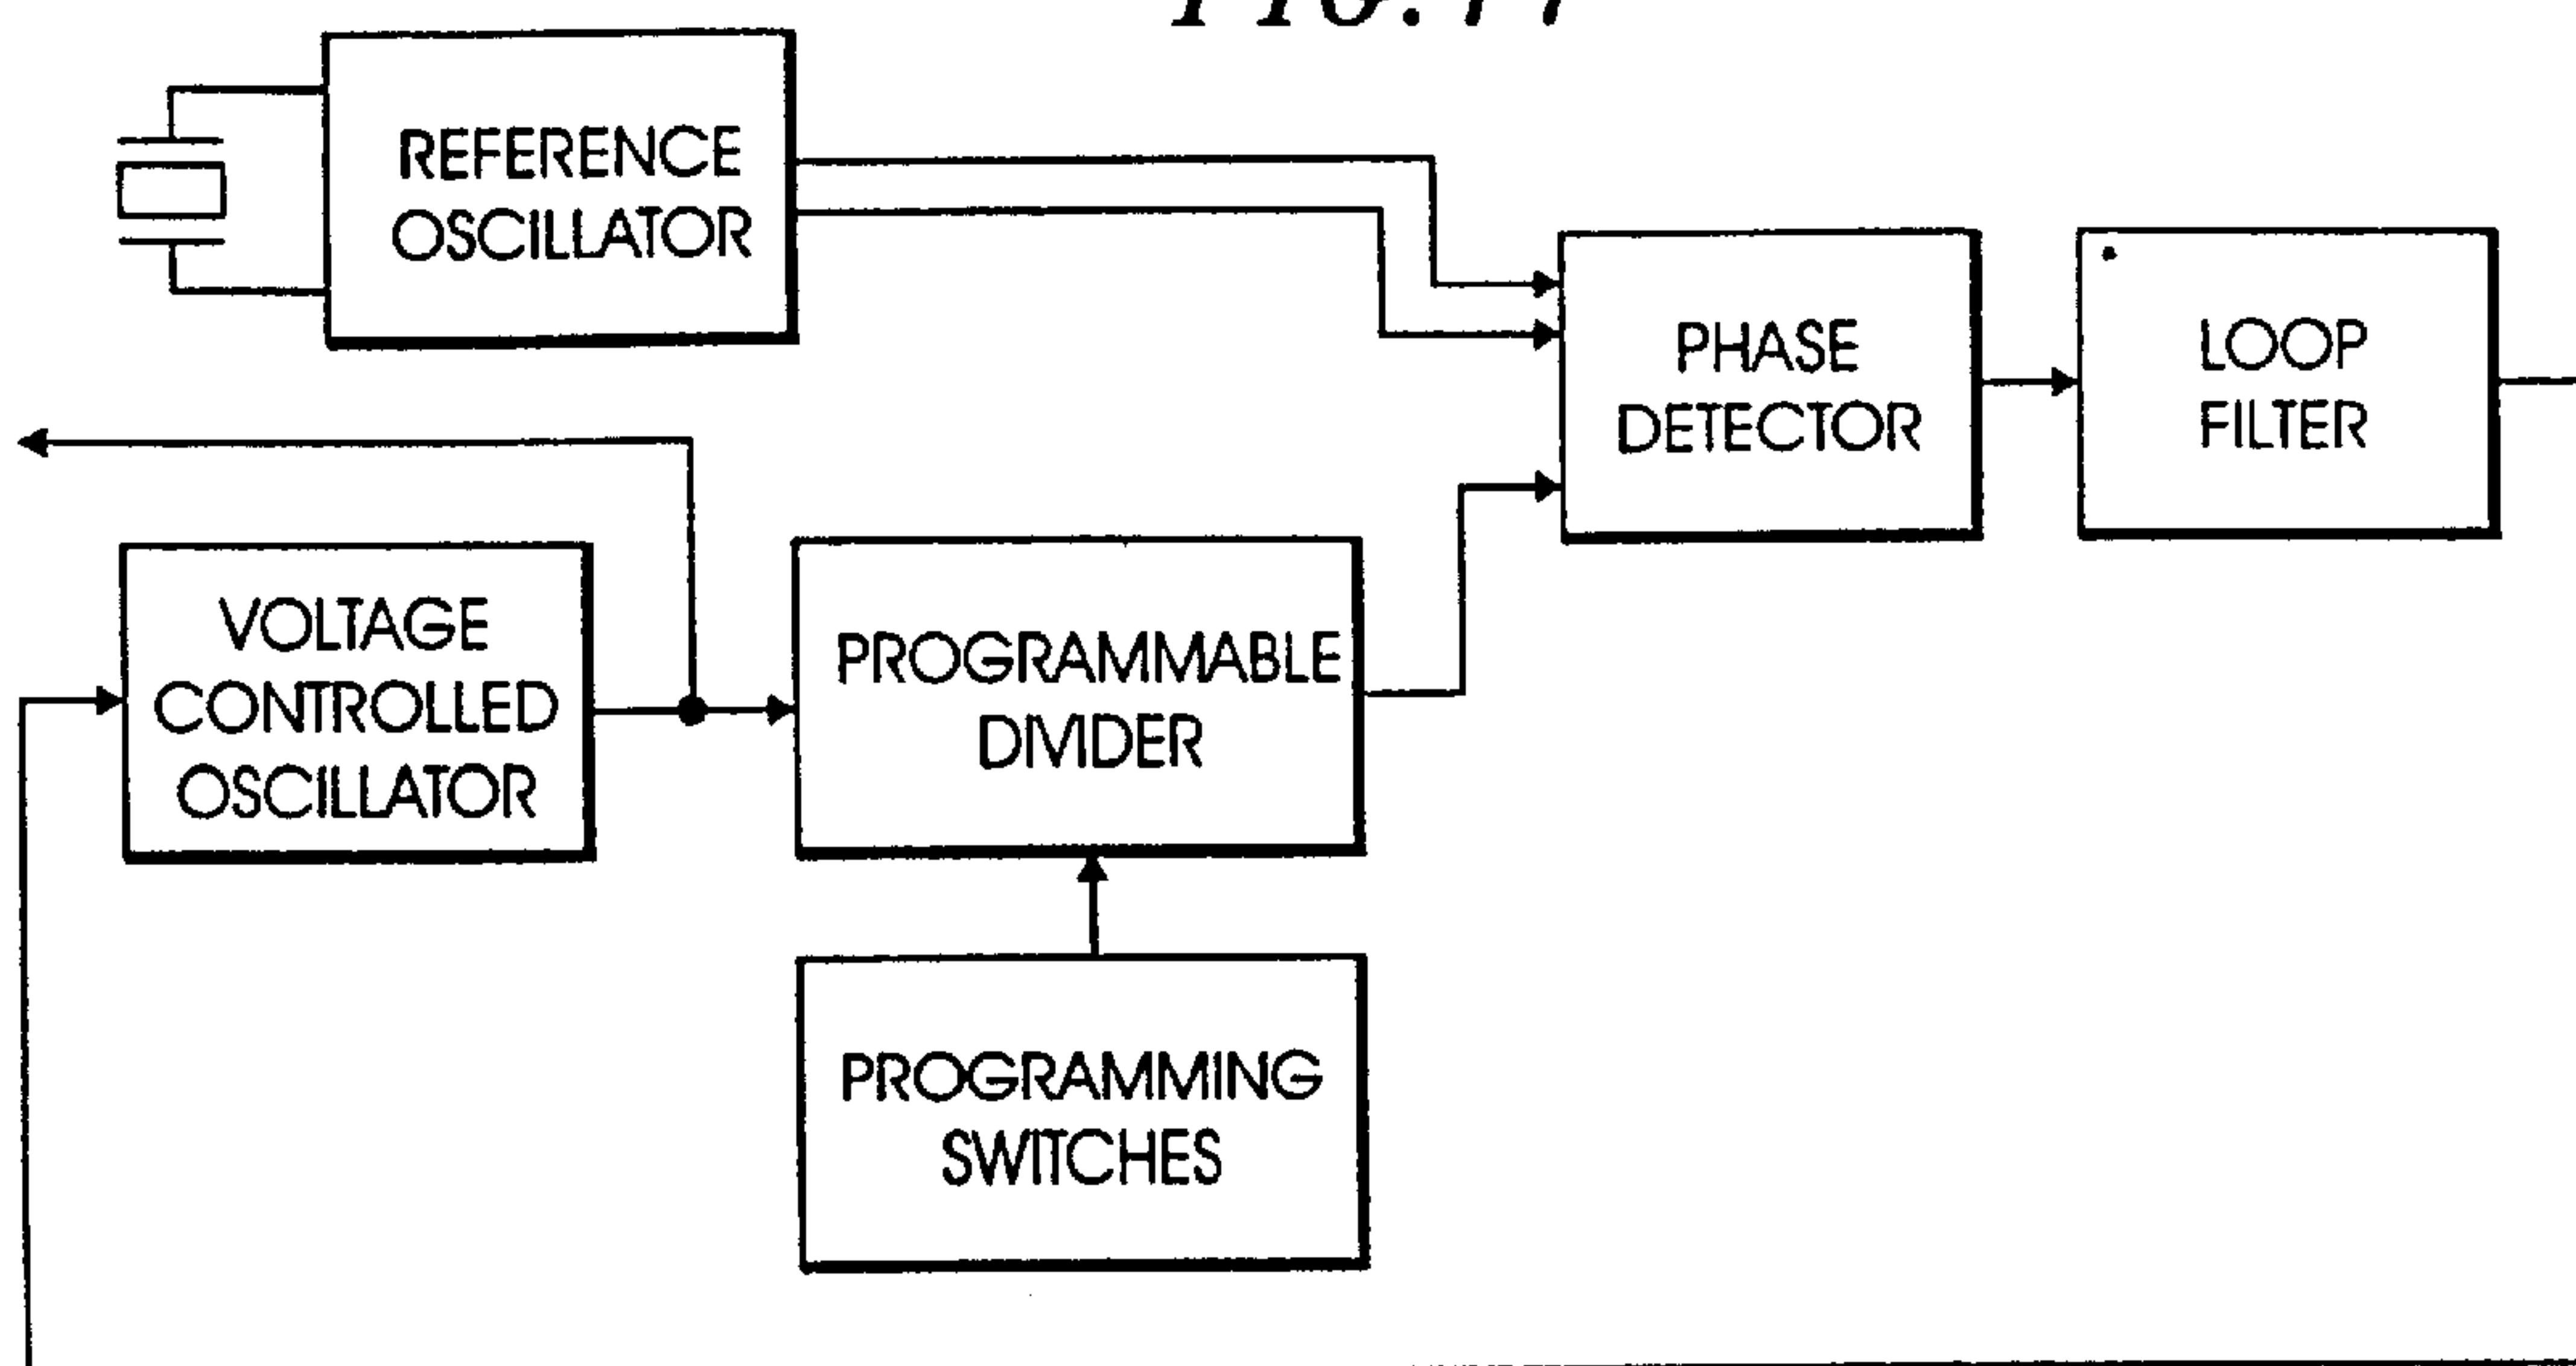 REFERENCE
OSCILLATOR
PHASE
DETECTOR
LOOP
FILTER
VOLTAGE
CONTROLLED
OSCILLATOR
PROGRAMMABLE
DIVIDER
PROGRAMMING
SWITCHES